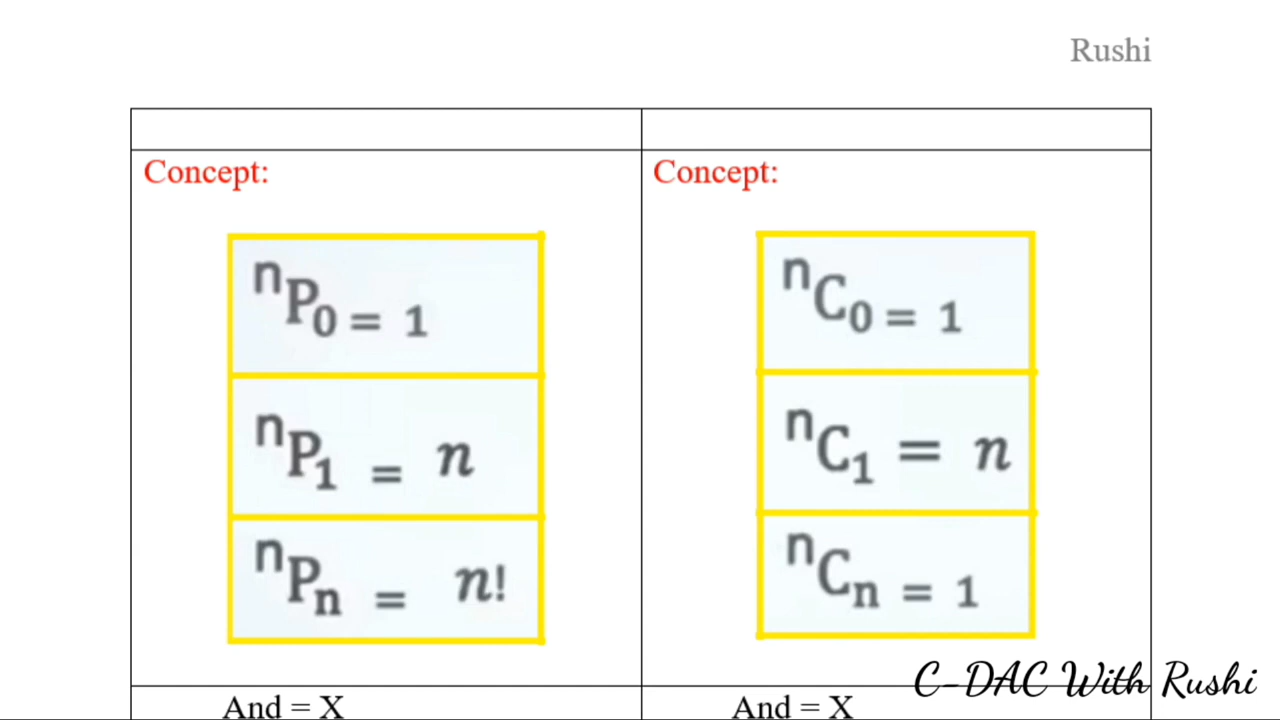 Rushi
Concept:
ⁿP₀ = 1
ⁿP₁ = n
ⁿPₙ = n!
And = X
Concept:
ⁿC₀ = 1
ⁿC₁ = n
ⁿCₙ = 1
And = X
C-DAC With Rushi